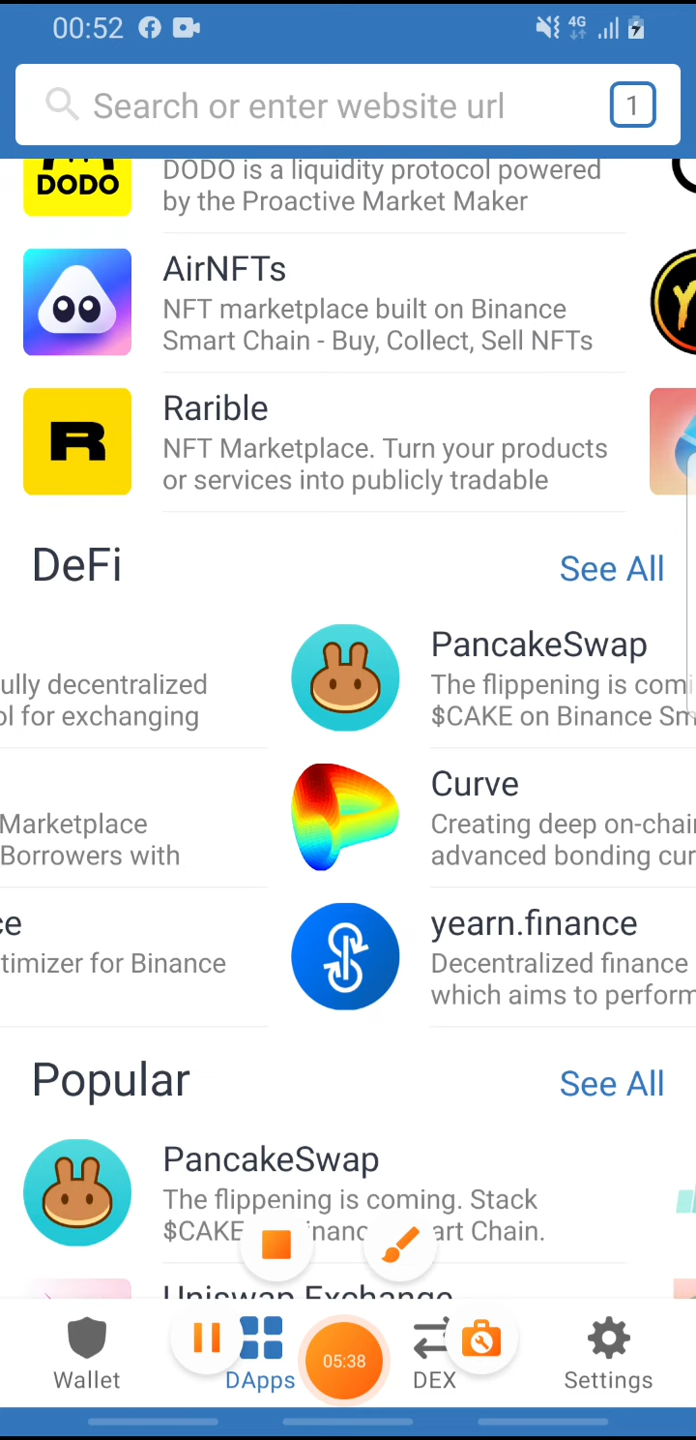 00:52
4G
Search or enter website url
1
DODO
DODO is a liquidity protocol powered
by the Proactive Market Maker
AirNFTs
NFT marketplace built on Binance
Smart Chain - Buy, Collect, Sell NFTs
R
Rarible
NFT Marketplace. Turn your products
or services into publicly tradable
DeFi
See All
ully decentralized
ol for exchanging
PancakeSwap
The flippening is comi
$CAKE on Binance Sm
Marketplace
Borrowers with
Curve
Creating deep on-chai
advanced bonding cur
ce
timizer for Binance
yearn.finance
Decentralized finance
which aims to perform
Popular
See All
PancakeSwap
The flippening is coming. Stack
$CAKE inanc art Chain.
Uniswap Exchange
Wallet
DApps
05:38
DEX
Settings